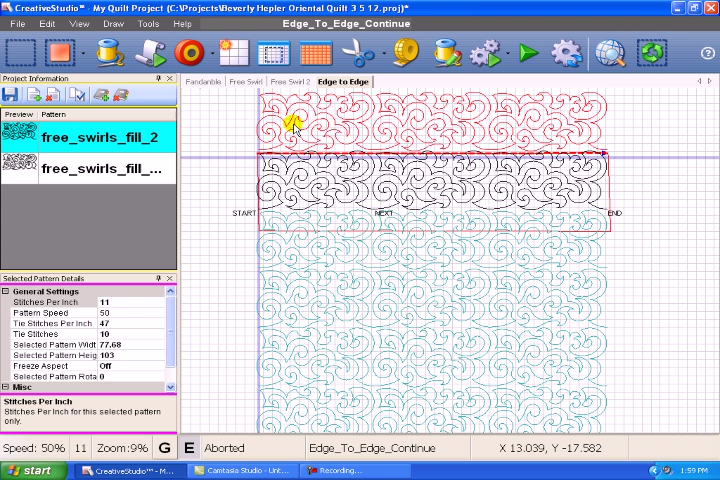 CreativeStudio™ - My Quilt Project (C:\Projects\Beverly Hepler Oriental Quilt 3 5 12.proj)*
File Edit View Draw Tools Help Edge_To_Edge_Continue
Project Information
Fandanble Free Swirl Free Swirl 2 Edge to Edge
Preview Pattern
free_swirls_fill_2
free_swirls_fill_...
START NEXT END
Selected Pattern Details
General Settings
Stitches Per Inch 11
Pattern Speed 50
Tie Stitches Per Inch 47
Tie Stitches 10
Selected Pattern Widt 77.68
Selected Pattern Heig 103
Freeze Aspect Off
Selected Pattern Rota 0
Misc
Stitches Per Inch
Stitches Per Inch for this selected pattern
only.
Speed: 50% 11 Zoom:9% G E Aborted Edge_To_Edge_Continue X 13.039, Y -17.582
start CreativeStudio™ - M... Camtasia Studio - Unt... Recording... 1:59 PM